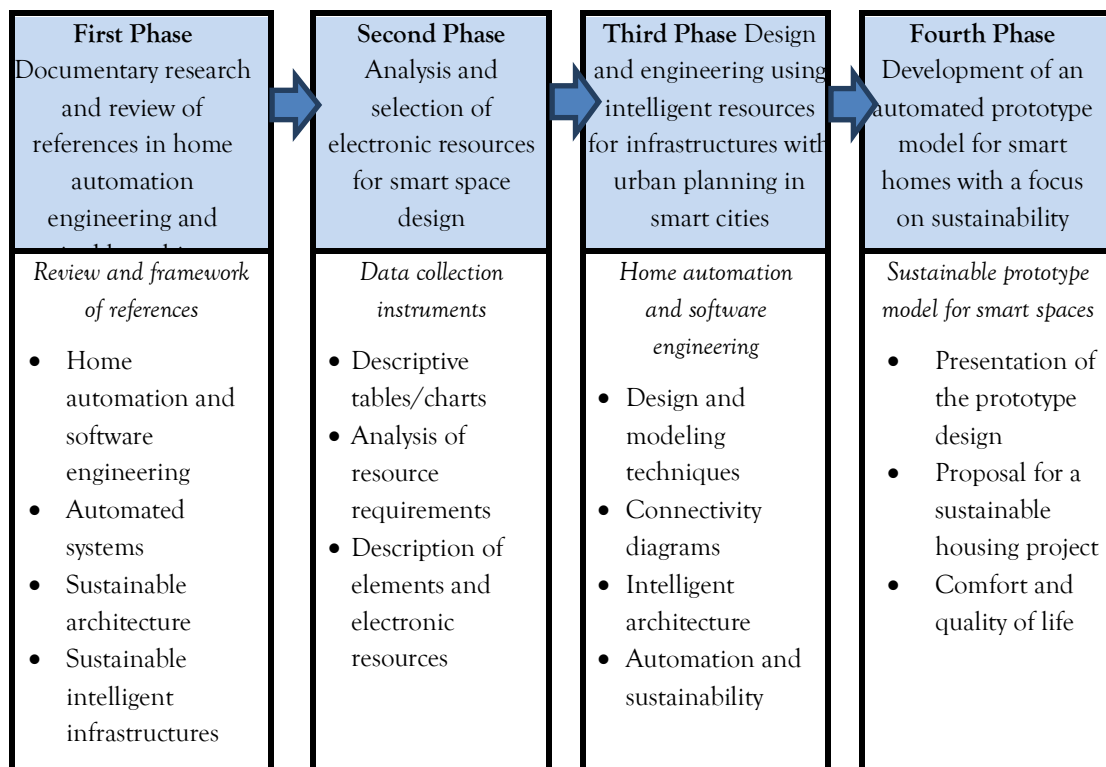 First Phase
Documentary research
and review of
references in home
automation
engineering and
Review and framework
of references
• Home
automation and
software
engineering
• Automated
systems
• Sustainable
architecture
• Sustainable
intelligent
infrastructures
Second Phase
Analysis and
selection of
electronic resources
for smart space
design
Data collection
instruments
• Descriptive
tables/charts
• Analysis of
resource
requirements
• Description of
elements and
electronic
resources
Third Phase Design
and engineering using
intelligent resources
for infrastructures with
urban planning in
smart cities
Home automation
and software
engineering
• Design and
modeling
techniques
• Connectivity
diagrams
• Intelligent
architecture
• Automation and
sustainability
Fourth Phase
Development of an
automated prototype
model for smart
homes with a focus
on sustainability
Sustainable prototype
model for smart spaces
• Presentation of
the prototype
design
• Proposal for a
sustainable
housing project
• Comfort and
quality of life